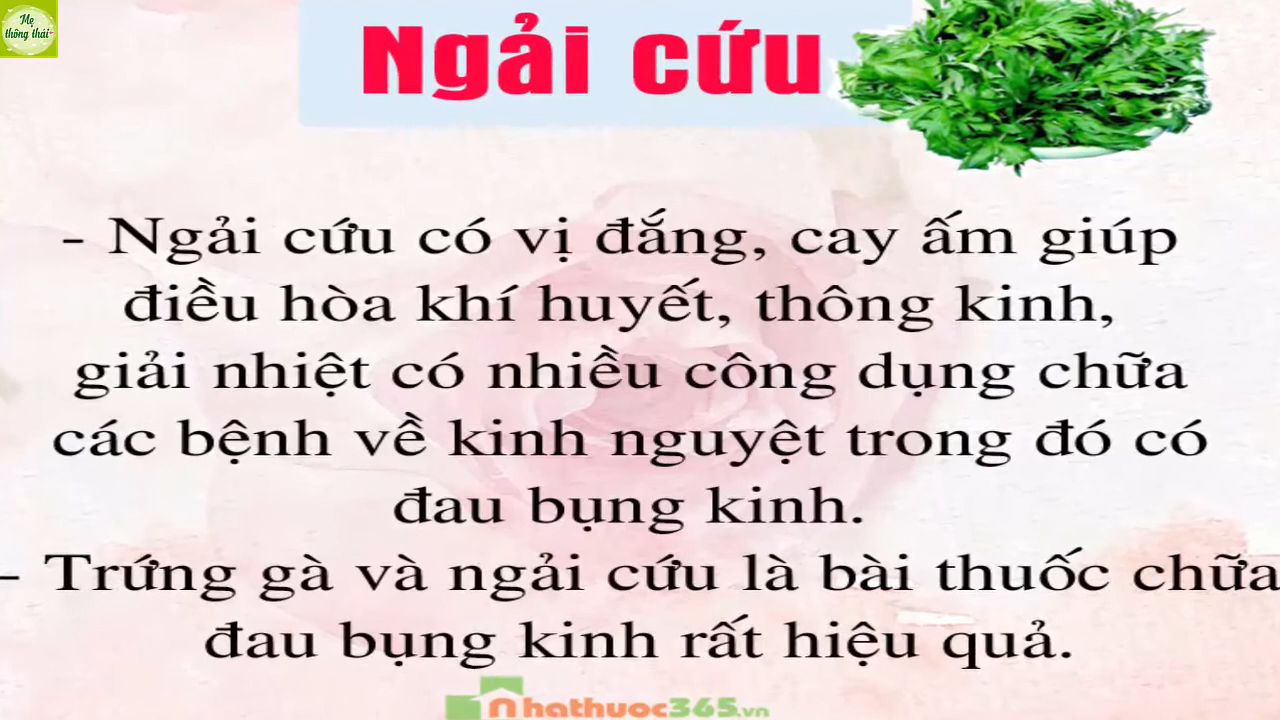 Mẹ
thông thái
Ngải cứu
- Ngải cứu có vị đắng, cay ấm giúp
điều hòa khí huyết, thông kinh,
giải nhiệt có nhiều công dụng chữa
các bệnh về kinh nguyệt trong đó có
đau bụng kinh.
- Trứng gà và ngải cứu là bài thuốc chữa
đau bụng kinh rất hiệu quả.
nhathuoc365.vn